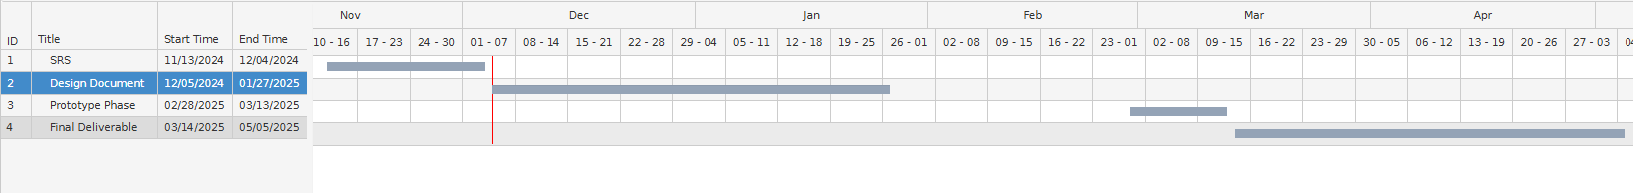 Nov Dec Jan Feb Mar Apr
ID Title Start Time End Time 10 - 16 17 - 23 24 - 30 01 - 07 08 - 14 15 - 21 22 - 28 29 - 04 05 - 11 12 - 18 19 - 25 26 - 01 02 - 08 09 - 15 16 - 22 23 - 01 02 - 08 09 - 15 16 - 22 23 - 29 30 - 05 06 - 12 13 - 19 20 - 26 27 - 03
1 SRS 11/13/2024 12/04/2024
2 Design Document 12/05/2024 01/27/2025
3 Prototype Phase 02/28/2025 03/13/2025
4 Final Deliverable 03/14/2025 05/05/2025